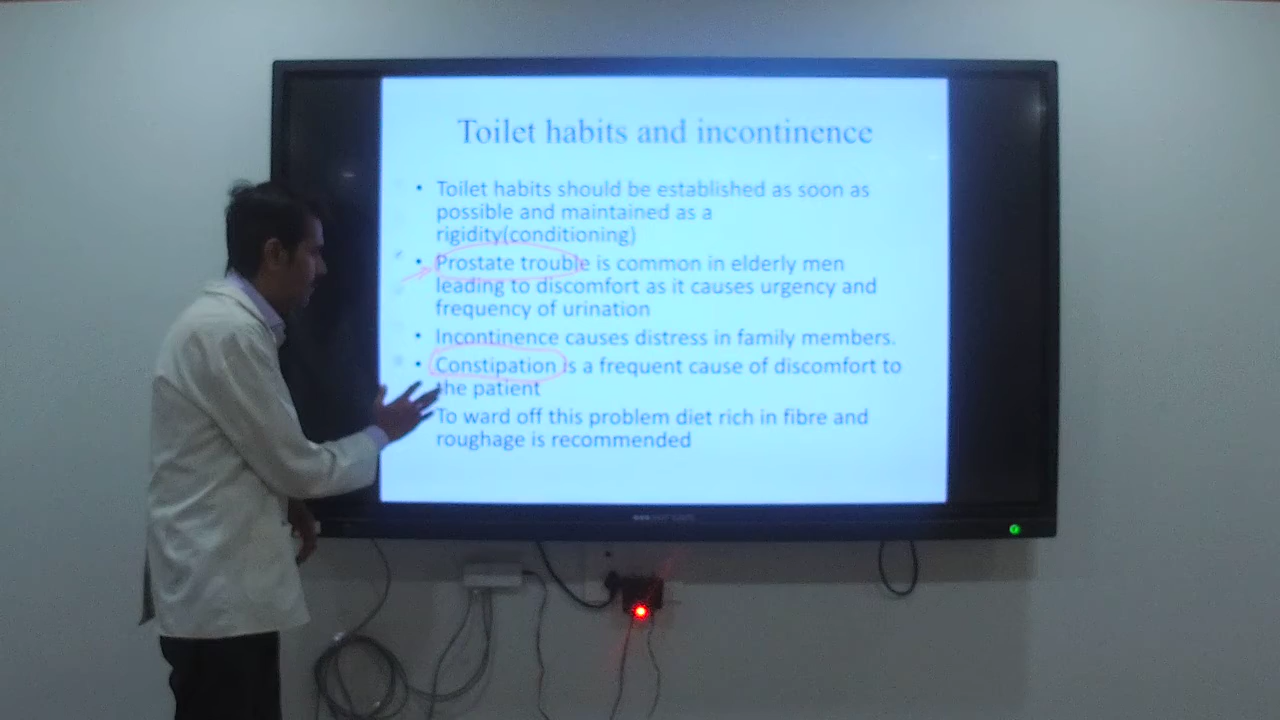 Toilet habits and incontinence
• Toilet habits should be established as soon as
possible and maintained as a
rigidity(conditioning)
• Prostate trouble is common in elderly men
leading to discomfort as it causes urgency and
frequency of urination
• Incontinence causes distress in family members.
• Constipation is a frequent cause of discomfort to
the patient
To ward off this problem diet rich in fibre and
roughage is recommended